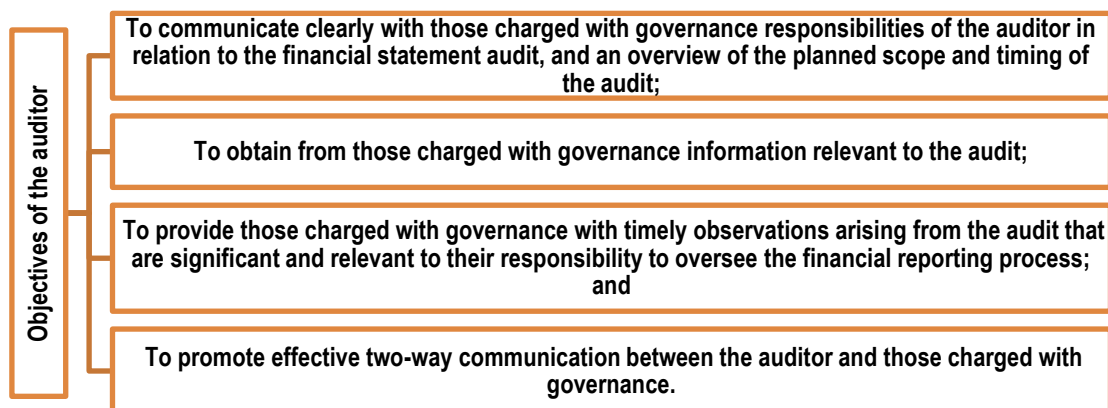 Objectives of the auditor
To communicate clearly with those charged with governance responsibilities of the auditor in
relation to the financial statement audit, and an overview of the planned scope and timing of
the audit;
To obtain from those charged with governance information relevant to the audit;
To provide those charged with governance with timely observations arising from the audit that
are significant and relevant to their responsibility to oversee the financial reporting process;
and
To promote effective two-way communication between the auditor and those charged with
governance.